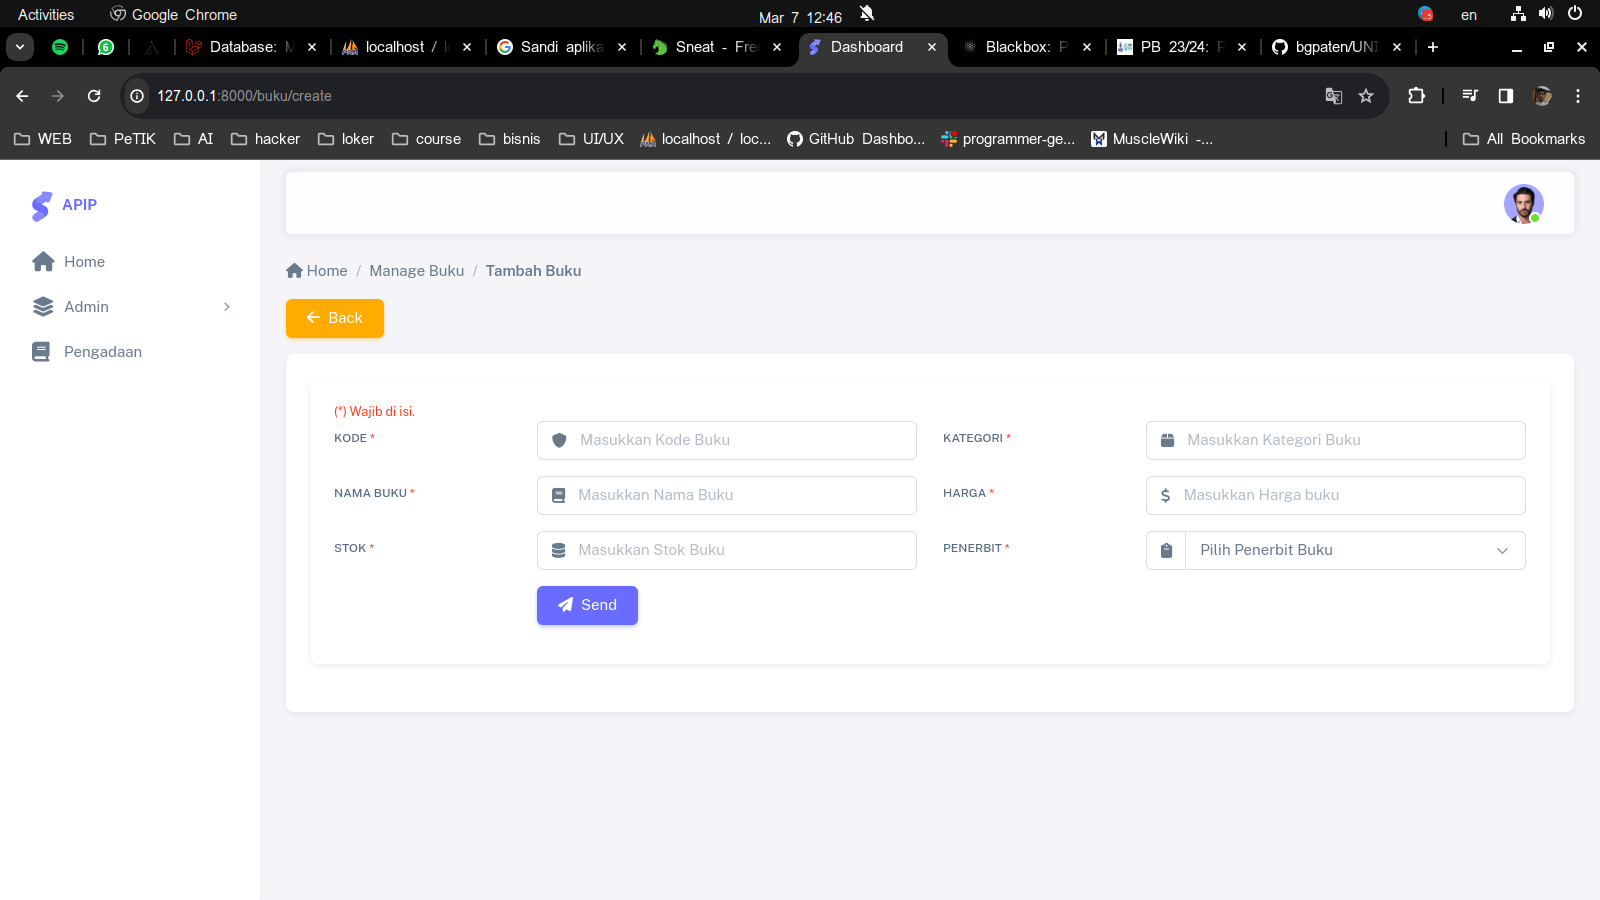 Activities Google Chrome Mar 7 12:46 en
6 Database: M localhost / lo Sandi aplika Sneat - Free Dashboard Blackbox: P PB 23/24: P bgpaten/UNI
127.0.0.1:8000/buku/create
WEB PeTIK AI hacker loker course bisnis UI/UX localhost / loc... GitHub Dashbo... programmer-ge... MuscleWiki -... All Bookmarks
APIP
Home
Admin
Pengadaan
Home / Manage Buku / Tambah Buku
Back
(*) Wajib di isi.
KODE * Masukkan Kode Buku KATEGORI * Masukkan Kategori Buku
NAMA BUKU * Masukkan Nama Buku HARGA * Masukkan Harga buku
STOK * Masukkan Stok Buku PENERBIT * Pilih Penerbit Buku
Send